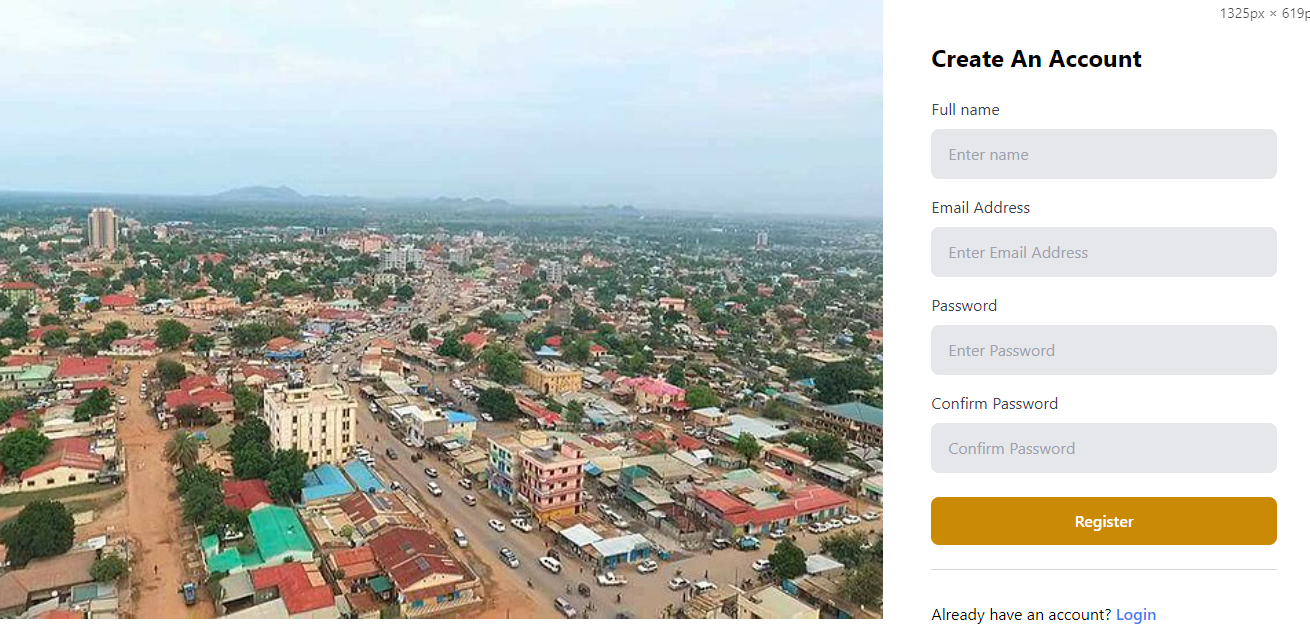 1325px × 619p
Create An Account
Full name
Enter name
Email Address
Enter Email Address
Password
Enter Password
Confirm Password
Confirm Password
Register
Already have an account? Login